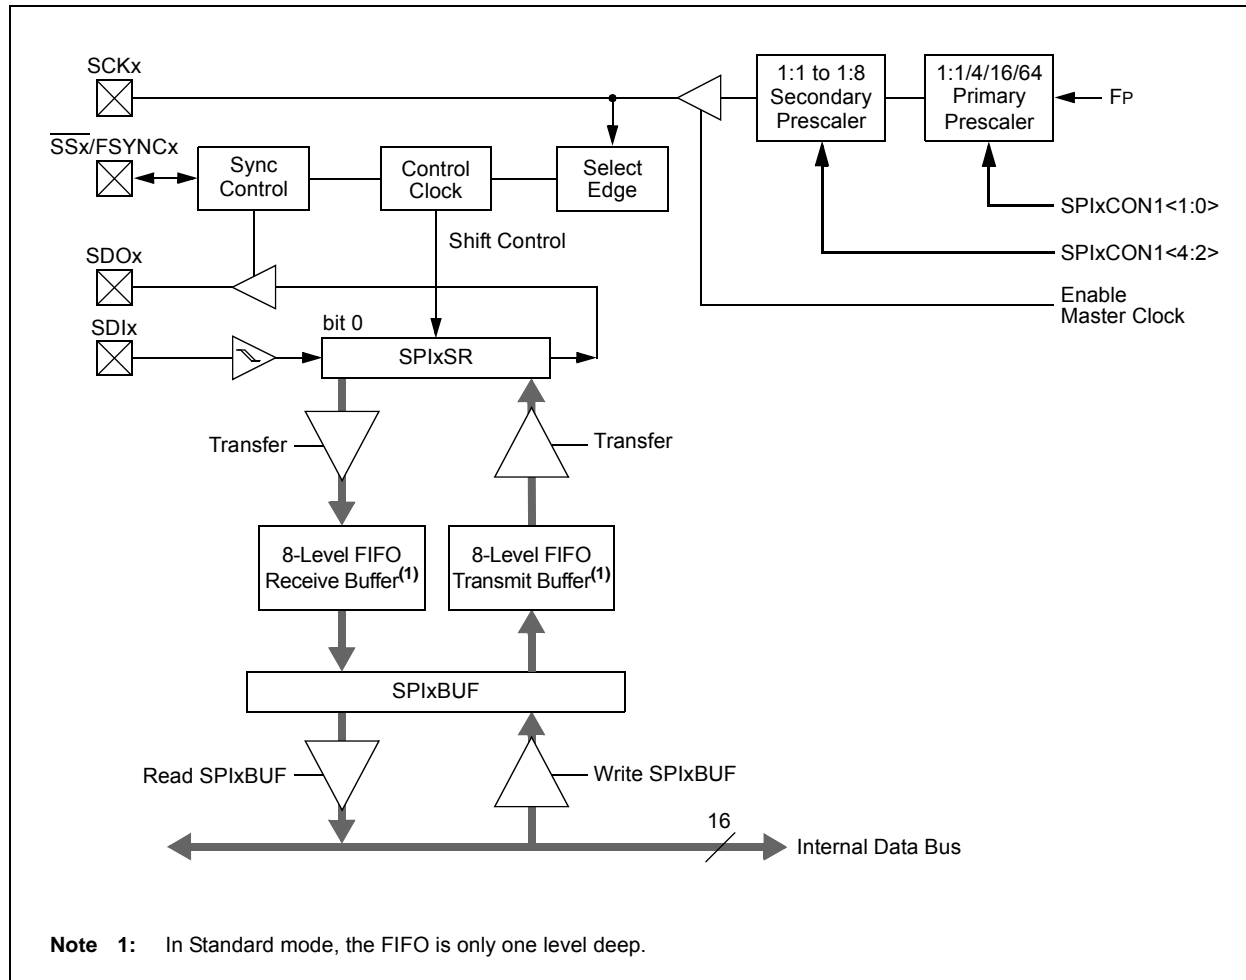 SCKx
1:1 to 1:8
Secondary
Prescaler
1:1/4/16/64
Primary
Prescaler
FP
SSx/FSYNCx
Sync
Control
Control
Clock
Select
Edge
SPIxCON1<1:0>
Shift Control
SPIxCON1<4:2>
SDOx
Enable
Master Clock
SDIx
bit 0
SPIxSR
Transfer
Transfer
8-Level FIFO
Receive Buffer(1)
8-Level FIFO
Transmit Buffer(1)
SPIxBUF
Read SPIxBUF
Write SPIxBUF
16
Internal Data Bus
Note 1: In Standard mode, the FIFO is only one level deep.